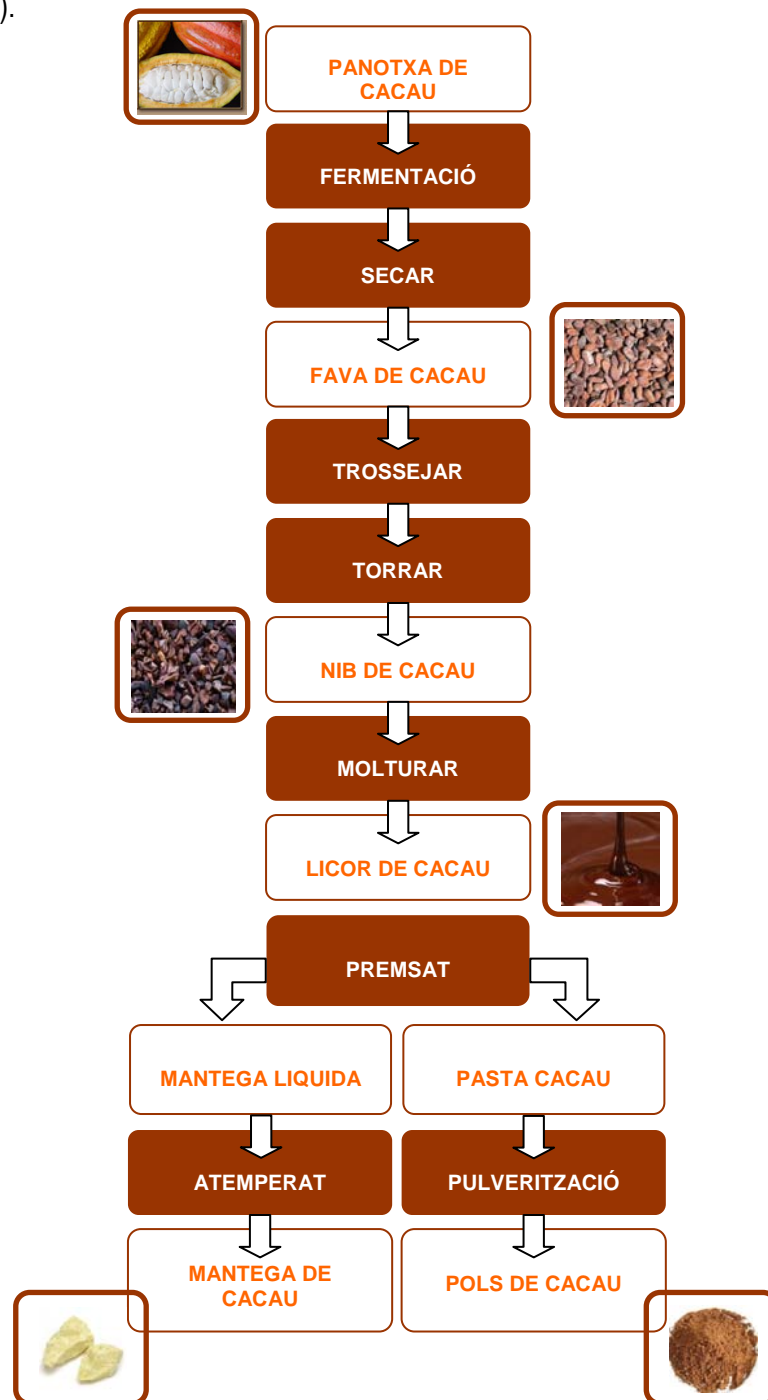 ).
PANOTXA DE
CACAU
FERMENTACIÓ
SECAR
FAVA DE CACAU
TROSSEJAR
TORRAR
NIB DE CACAU
MOLTURAR
LICOR DE CACAU
PREMSAT
MANTEGA LIQUIDA
PASTA CACAU
ATEMPERAT
PULVERITZACIÓ
MANTEGA DE
CACAU
POLS DE CACAU